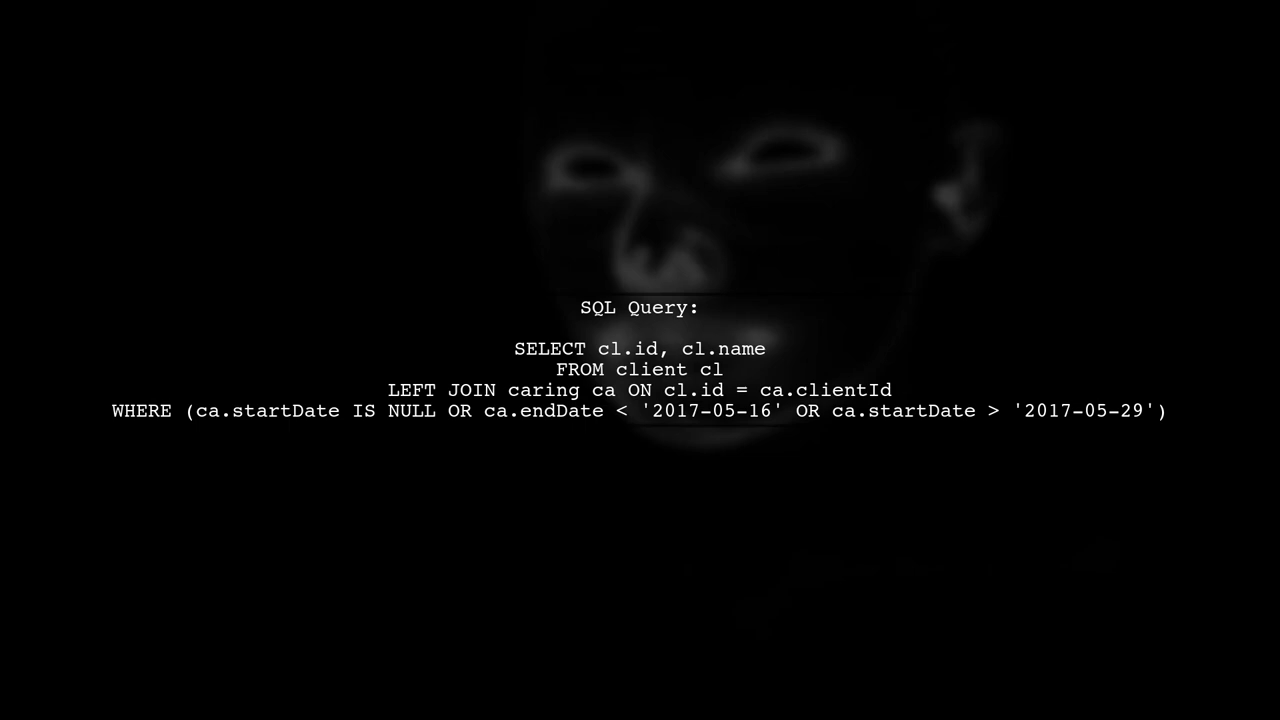 SQL Query:
SELECT cl.id, cl.name
FROM client cl
LEFT JOIN caring ca ON cl.id = ca.clientId
WHERE (ca.startDate IS NULL OR ca.endDate < '2017-05-16' OR ca.startDate > '2017-05-29')